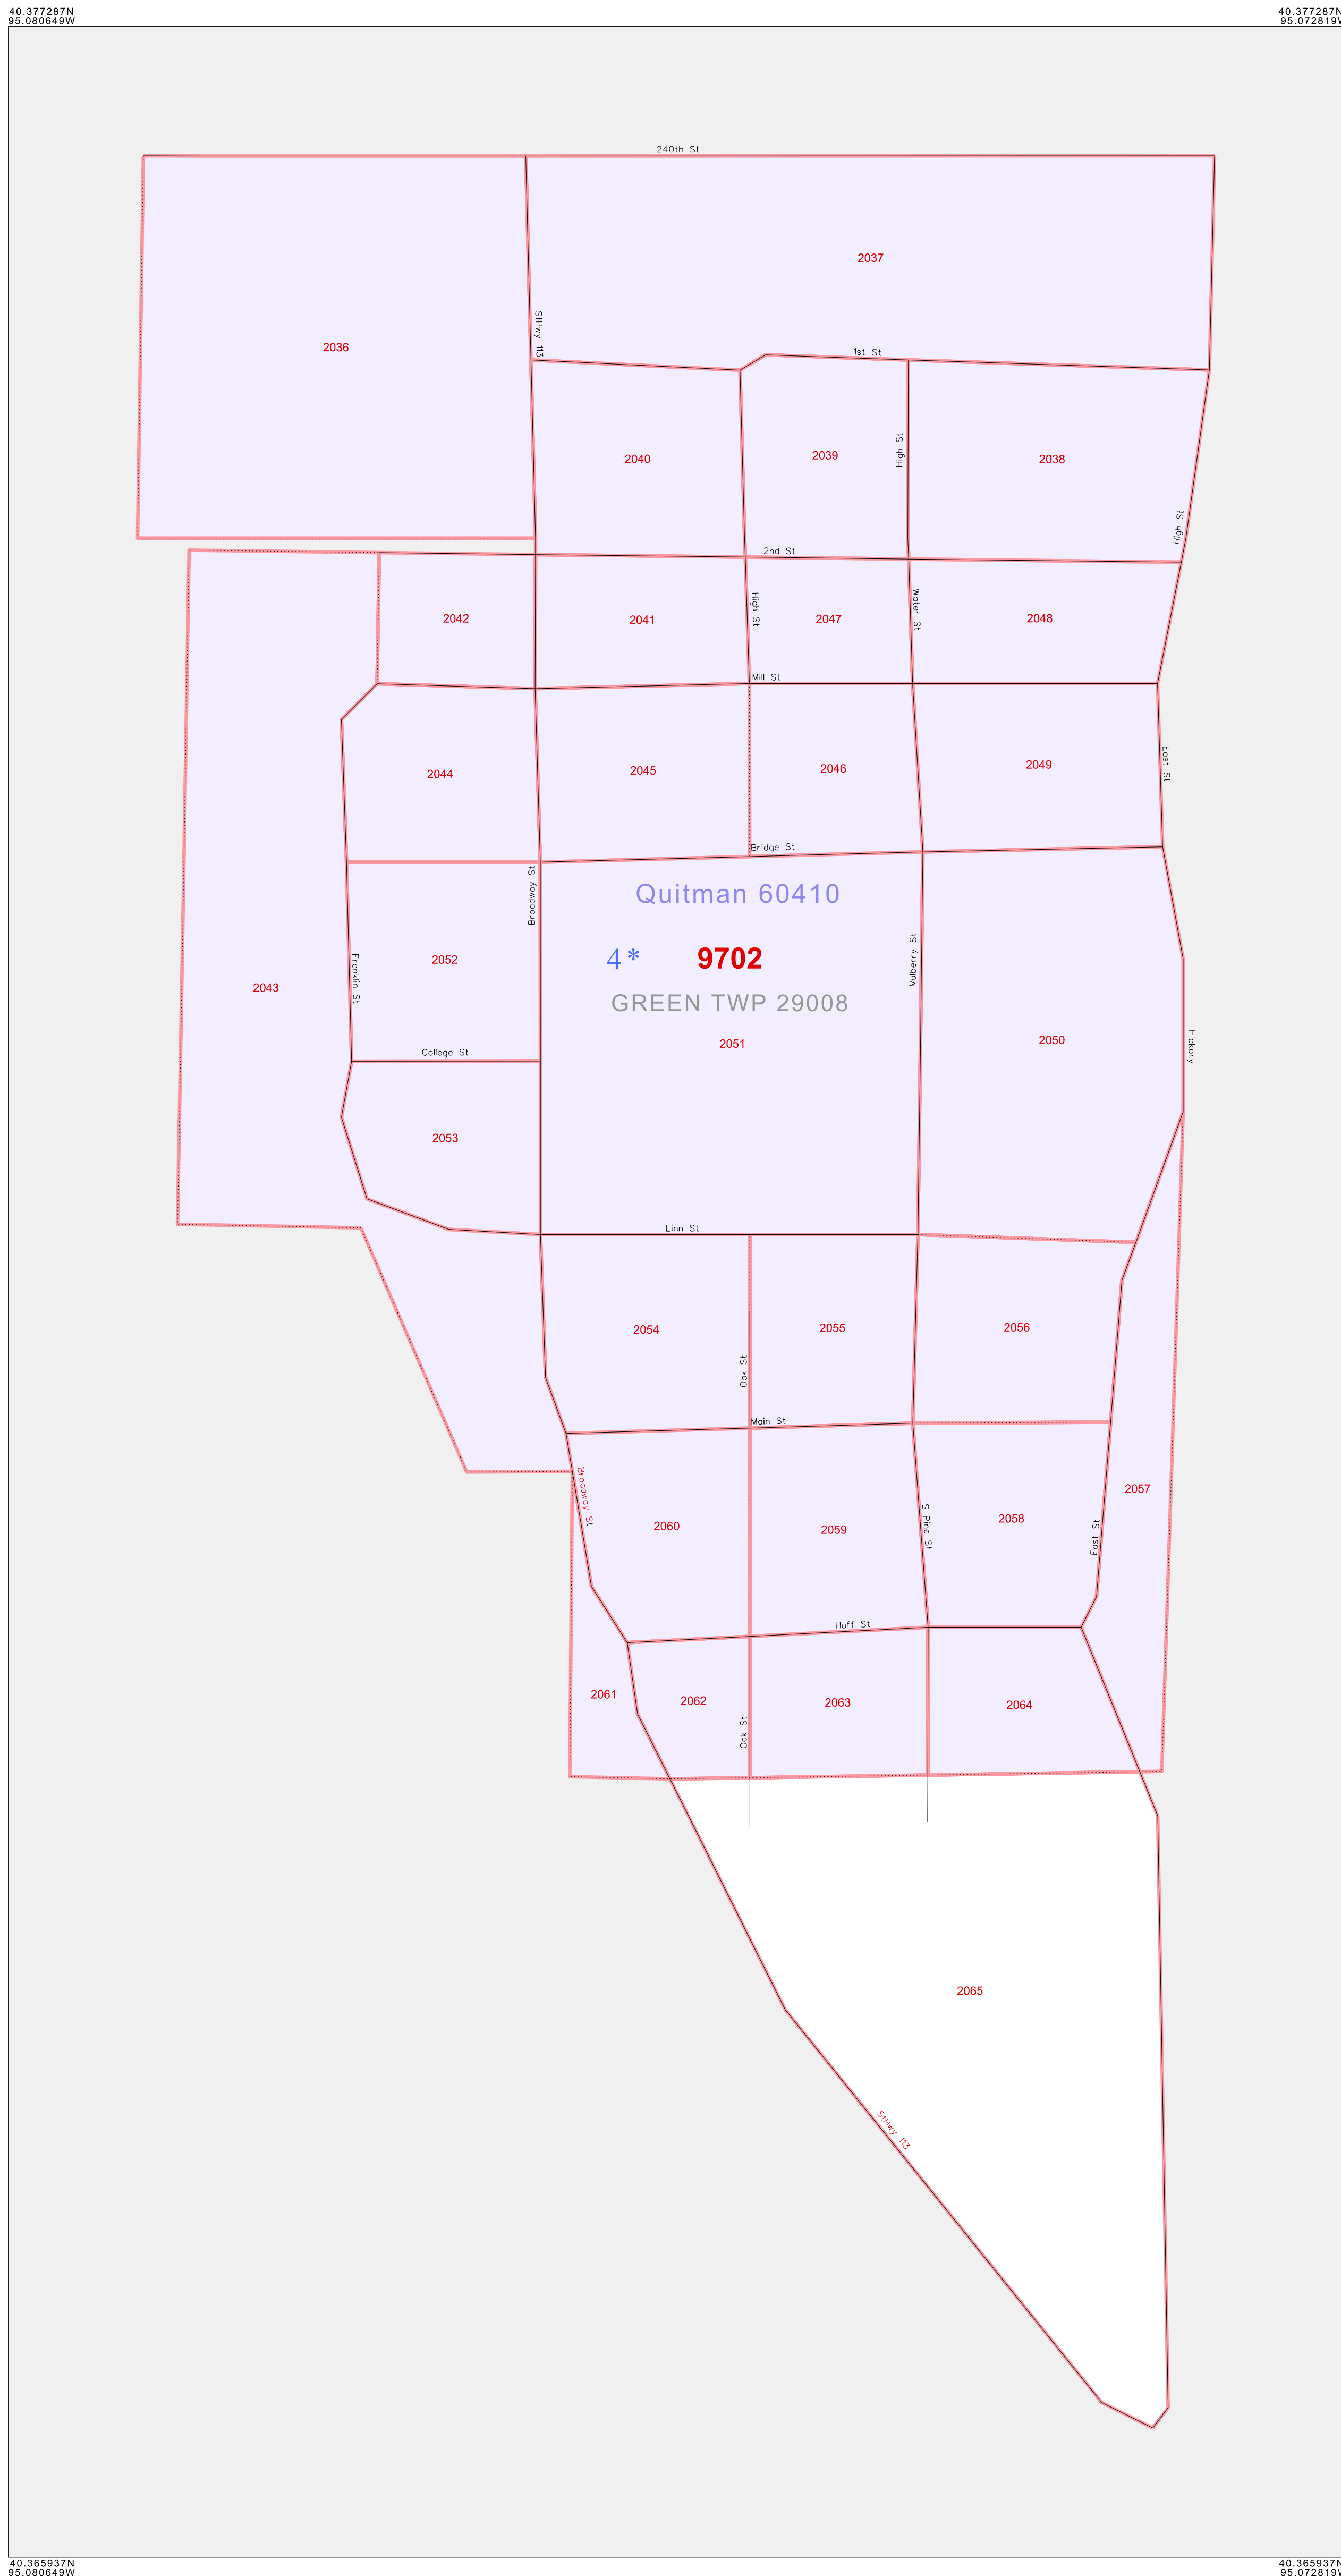 40.377287N
95.080649W
40.377287N
95.072819W
240th St
2037
StHwy 113
2036
1st St
2040
2039
High St
2038
High St
2nd St
2042
2041
High St
2047
Water St
2048
Mill St
2044
2045
2046
2049
East St
Bridge St
Broadway St
Quitman 60410
4*
9702
GREEN TWP 29008
2043
Franklin St
2052
Mulberry St
2051
2050
Hickory
College St
2053
Linn St
2054
2055
2056
Oak St
Main St
Broadway St
2060
2059
S Pine St
2058
East St
2057
Huff St
2061
2062
Oak St
2063
2064
2065
StHwy 113
40.365937N
95.080649W
40.365937N
95.072819W